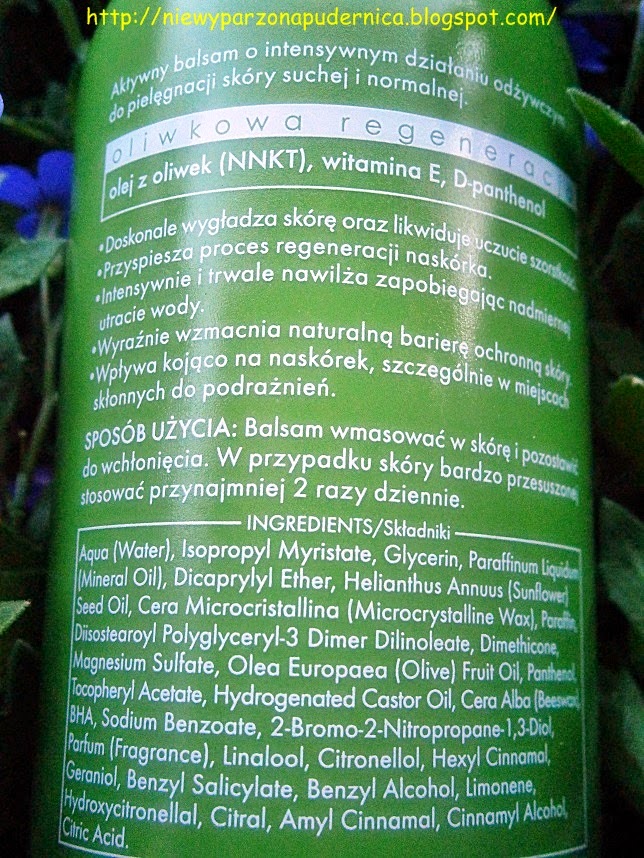 http://niewyparzonapudernica.blogspot.com/
Aktywny balsam o intensywnym działaniu odżywczym
do pielęgnacji skóry suchej i normalnej.
oliwkowa regeneracja
olej z oliwek (NNKT), witamina E, D-panthenol
•Doskonale wygładza skórę oraz likwiduje uczucie szorstkości.
•Przyspiesza proces regeneracji naskórka.
•Intensywnie i trwale nawilża zapobiegając nadmiernej
utracie wody.
•Wyraźnie wzmacnia naturalną barierę ochronną skóry.
•Wpływa kojąco na naskórek, szczególnie w miejscach
skłonnych do podrażnień.
SPOSÓB UŻYCIA: Balsam wmasować w skórę i pozostawić
do wchłonięcia. W przypadku skóry bardzo przesuszonej
stosować przynajmniej 2 razy dziennie.
INGREDIENTS/Składniki
Aqua (Water), Isopropyl Myristate, Glycerin, Paraffinum Liquidum
(Mineral Oil), Dicaprylyl Ether, Helianthus Annuus (Sunflower)
Seed Oil, Cera Microcristallina (Microcrystalline Wax), Paraffin,
Diisostearoyl Polyglyceryl-3 Dimer Dilinoleate, Dimethicone,
Magnesium Sulfate, Olea Europaea (Olive) Fruit Oil, Panthenol,
Tocopheryl Acetate, Hydrogenated Castor Oil, Cera Alba (Beeswax),
BHA, Sodium Benzoate, 2-Bromo-2-Nitropropane-1,3-Diol,
Parfum (Fragrance), Linalool, Citronellol, Hexyl Cinnamal,
Geraniol, Benzyl Salicylate, Benzyl Alcohol, Limonene,
Hydroxycitronellal, Citral, Amyl Cinnamal, Cinnamyl Alcohol,
Citric Acid.